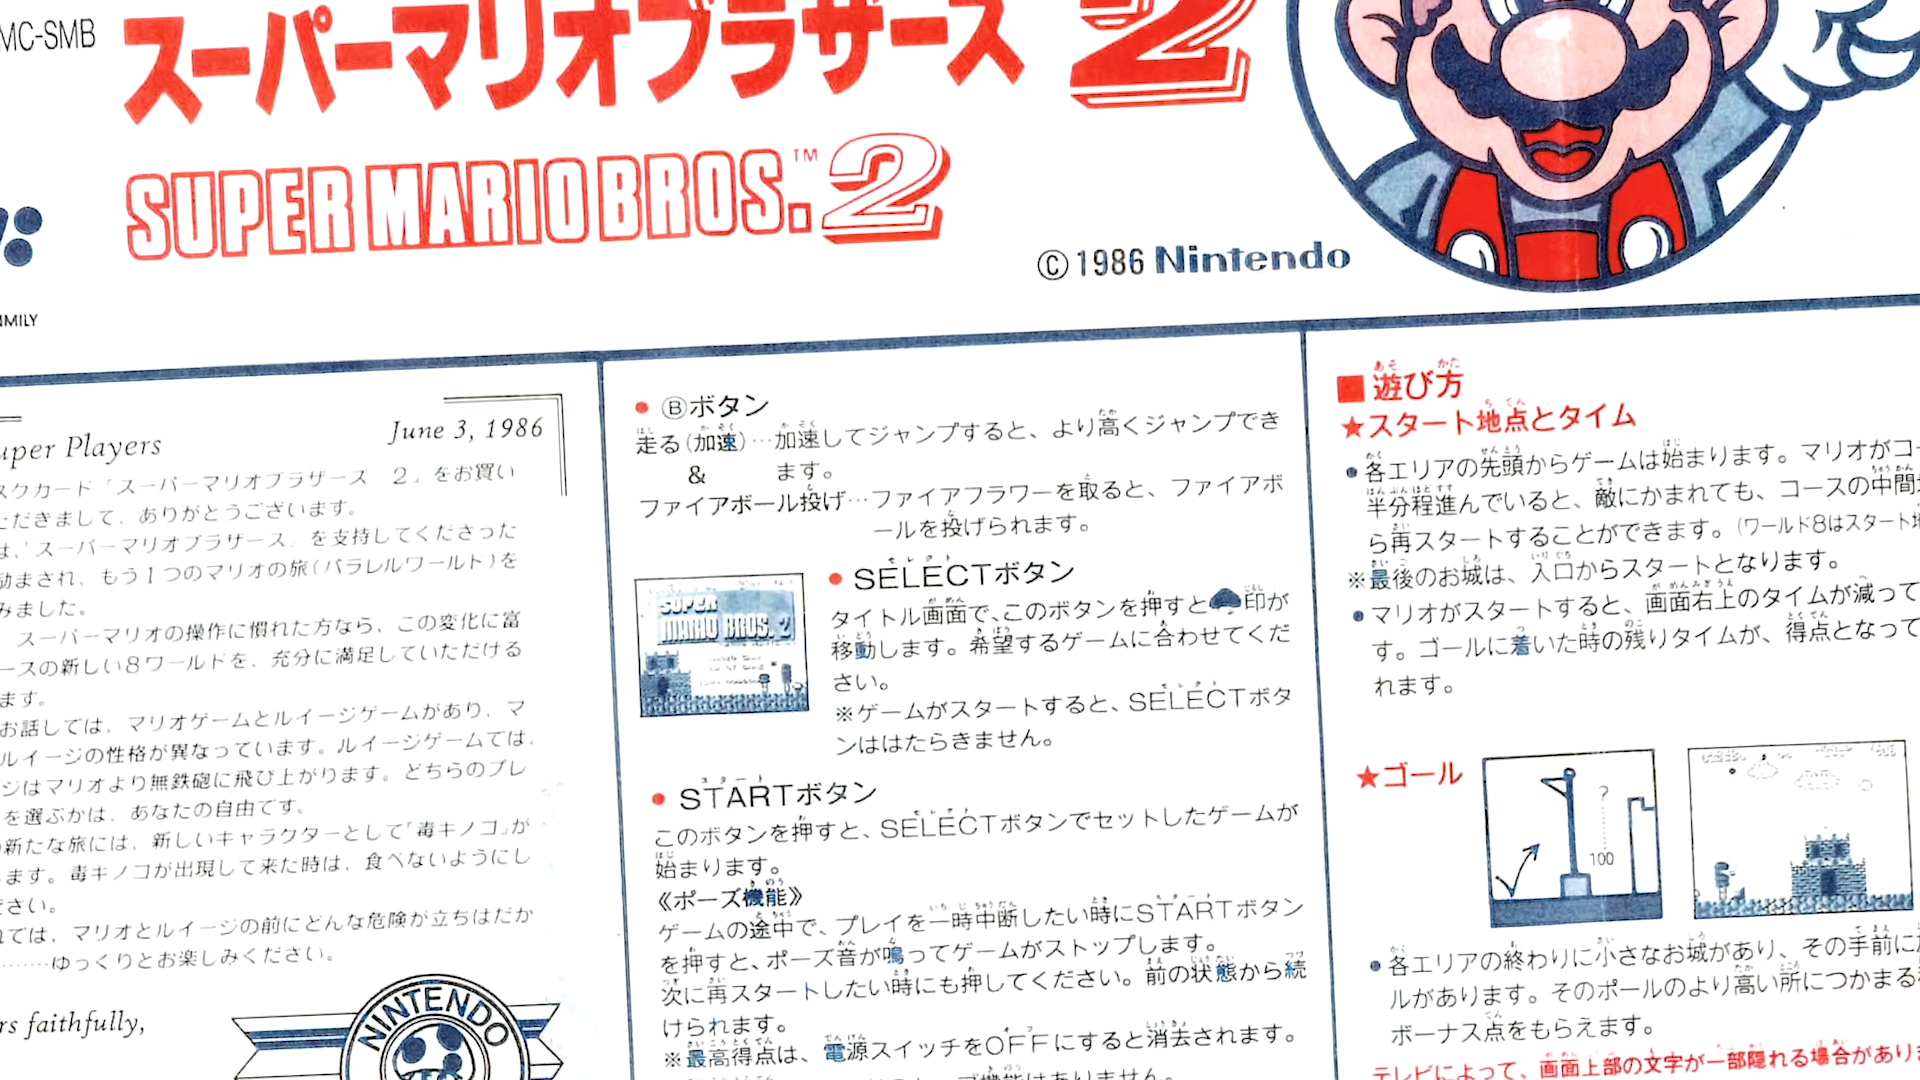 MC-SMB
スーパーマリオブラザース 2
SUPER MARIO BROS.™ 2
©1986 Nintendo
AMILY
uper Players
June 3, 1986
スクカード「スーパーマリオブラザース 2」をお買い
ただきまして、ありがとうございます。
は、「スーパーマリオブラザース」を支持してくださった
励まされ、もう1つのマリオの旅(パラレルワールド)を
みました。
スーパーマリオの操作に慣れた方なら、この変化に富
ースの新しい8ワールドを、充分に満足していただける
ます。
お話しては、マリオゲームとルイージゲームがあり、マ
ルイージの性格が異なっています。ルイージゲームでは、
ジはマリオより無鉄砲に飛び上がります。どちらのプレ
を選ぶかは、あなたの自由です。
新たな旅には、新しいキャラクターとして「毒キノコ」が
ます。毒キノコが出現して来た時は、食べないようにし
ださい。
れては、マリオとルイージの前にどんな危険が立ちはだか
………ゆっくりとお楽しみください。
rs faithfully,
NINTENDO
● Ⓑボタン
走る(加速)…加速してジャンプすると、より高くジャンプでき
& ます。
ファイアボール投げ…ファイアフラワーを取ると、ファイアボ
ールを投げられます。
SUPER
MARIO BROS. 2
● SELECTボタン
タイトル画面で、このボタンを押すと印が
移動します。希望するゲームに合わせてくだ
さい。
※ゲームがスタートすると、SELECTボタ
ンははたらきません。
● STARTボタン
このボタンを押すと、SELECTボタンでセットしたゲームが
始まります。
《ポーズ機能》
ゲームの途中で、プレイを一時中断したい時にSTARTボタン
を押すと、ポーズ音が鳴ってゲームがストップします。
次に再スタートしたい時にも押してください。前の状態から続
けられます。
※最高得点は、電源スイッチをOFFにすると消去されます。
機能はありません。
■ 遊び方
★スタート地点とタイム
● 各エリアの先頭からゲームは始まります。マリオがコー
半分程進んでいると、敵にかまれても、コースの中間
ら再スタートすることができます。(ワールド8はスタート地
※最後のお城は、入口からスタートとなります。
● マリオがスタートすると、画面右上のタイムが減って
す。ゴールに着いた時の残りタイムが、得点となって
れます。
★ゴール
?
100
● 各エリアの終わりに小さなお城があり、その手前に
ルがあります。そのポールのより高い所につかまる
ボーナス点をもらえます。
テレビによって、画面上部の文字が一部隠れる場合があり